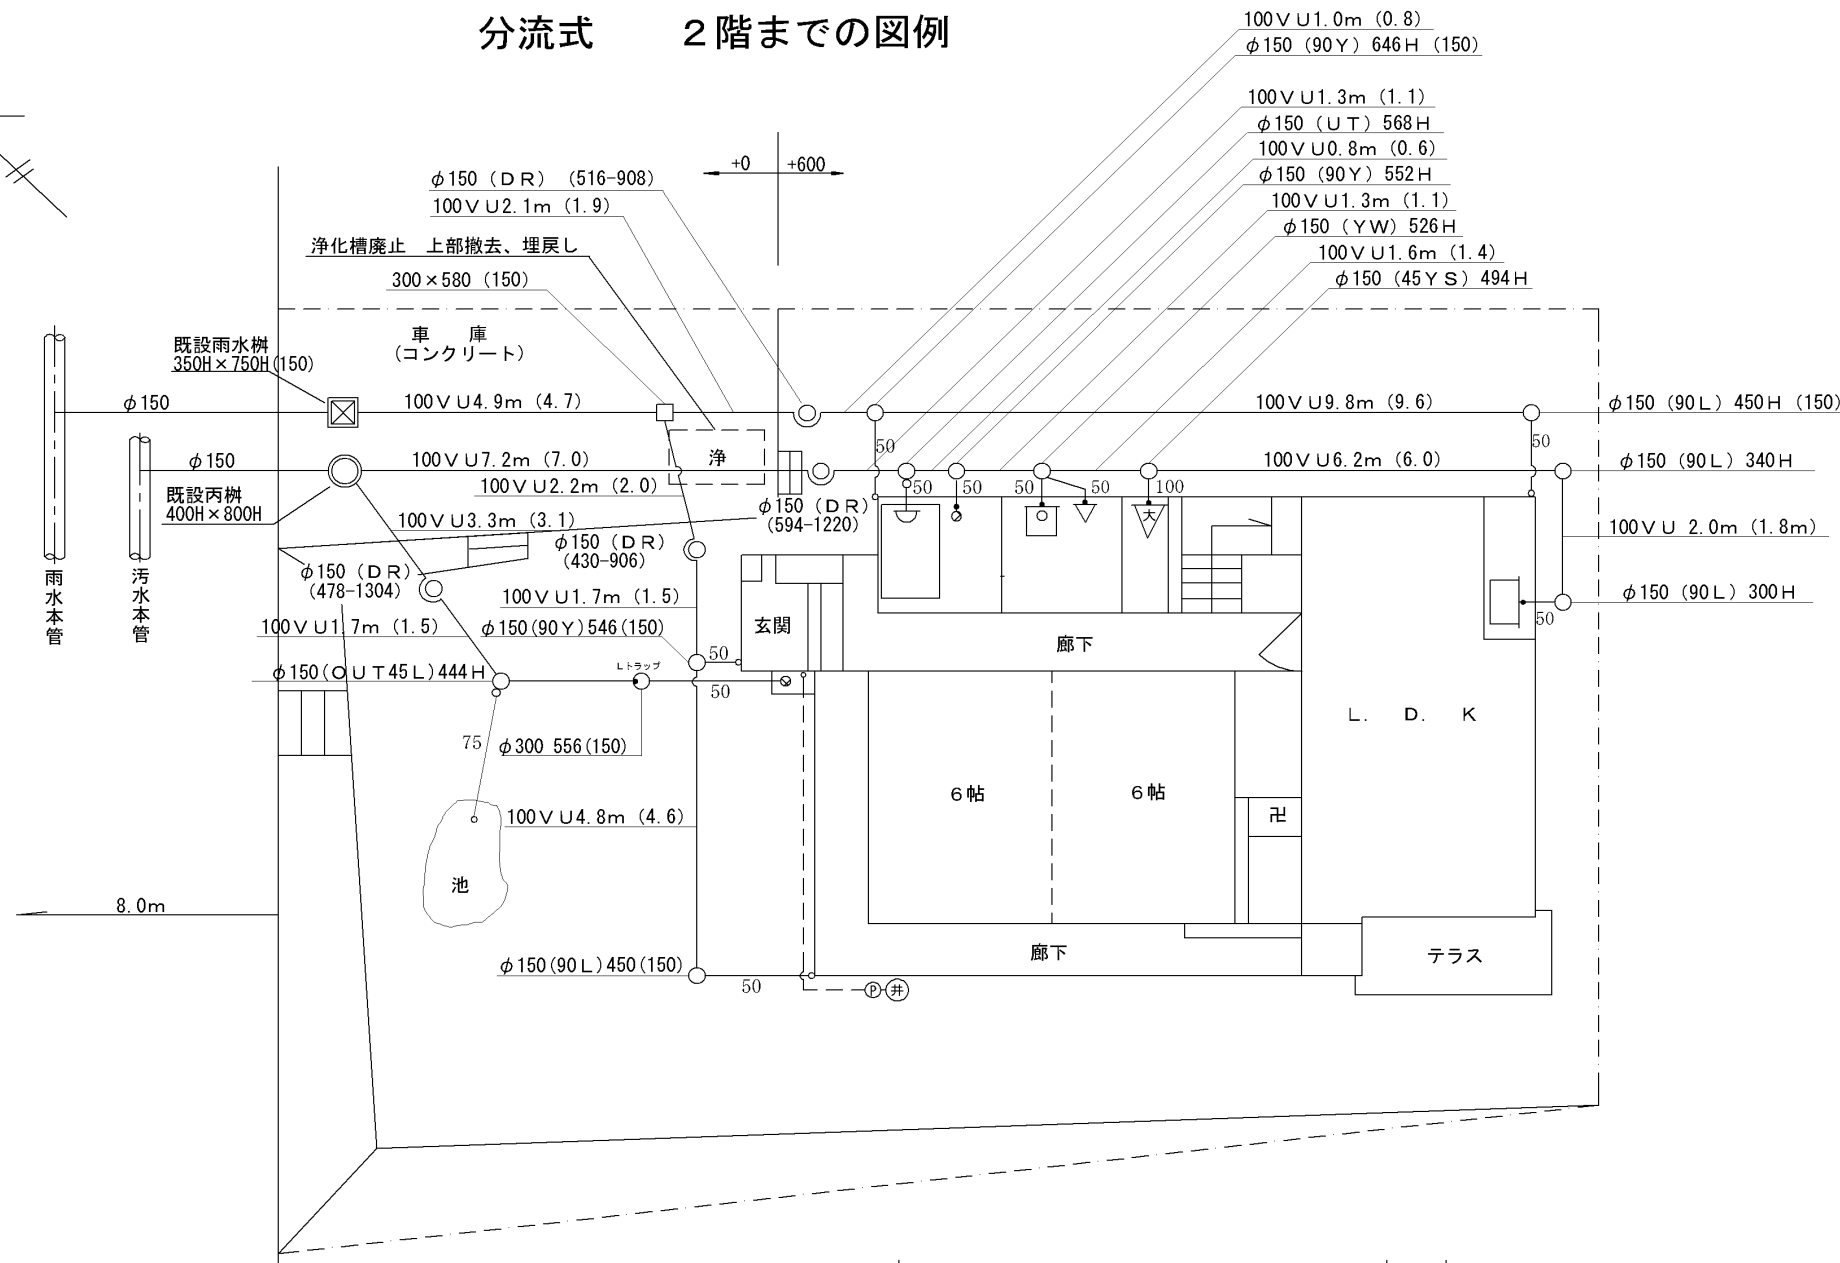 分流式　２階までの図例
100ＶＵ1.0m (0.8)
φ150 (90Y) 646H (150)
100ＶＵ1.3m (1.1)
φ150 (ＵＴ) 568H
100ＶＵ0.8m (0.6)
φ150 (90Y) 552H
100ＶＵ1.3m (1.1)
φ150 (YW) 526H
100ＶＵ1.6m (1.4)
φ150 (45YS) 494H
+0
+600
φ150 (DR) (516-908)
100ＶＵ2.1m (1.9)
浄化槽廃止　上部撤去、埋戻し
300×580 (150)
車　庫
(コンクリート)
既設雨水桝
350H×750H(150)
φ150
100ＶＵ4.9m (4.7)
100ＶＵ9.8m (9.6)
φ150 (90L) 450H (150)
50
50
浄
φ150
100ＶＵ7.2m (7.0)
100ＶＵ6.2m (6.0)
φ150 (90L) 340H
既設丙桝
400H×800H
100ＶＵ2.2m (2.0)
50
50
50
50
100
大
φ150 (DR)
(594-1220)
100ＶＵ3.3m (3.1)
100ＶＵ 2.0m (1.8m)
φ150 (DR)
(430-906)
φ150 (DR)
(478-1304)
雨水本管
汚水本管
100ＶＵ1.7m (1.5)
φ150 (90L) 300H
50
100ＶＵ1.7m (1.5)
φ150(90Y)546(150)
玄関
廊下
50
Ｌトラップ
φ150(OUT45L)444H
50
L. D. K
75
φ300 556(150)
6帖
6帖
卍
100ＶＵ4.8m (4.6)
池
8.0m
廊下
テラス
φ150(90L)450(150)
50
P
井